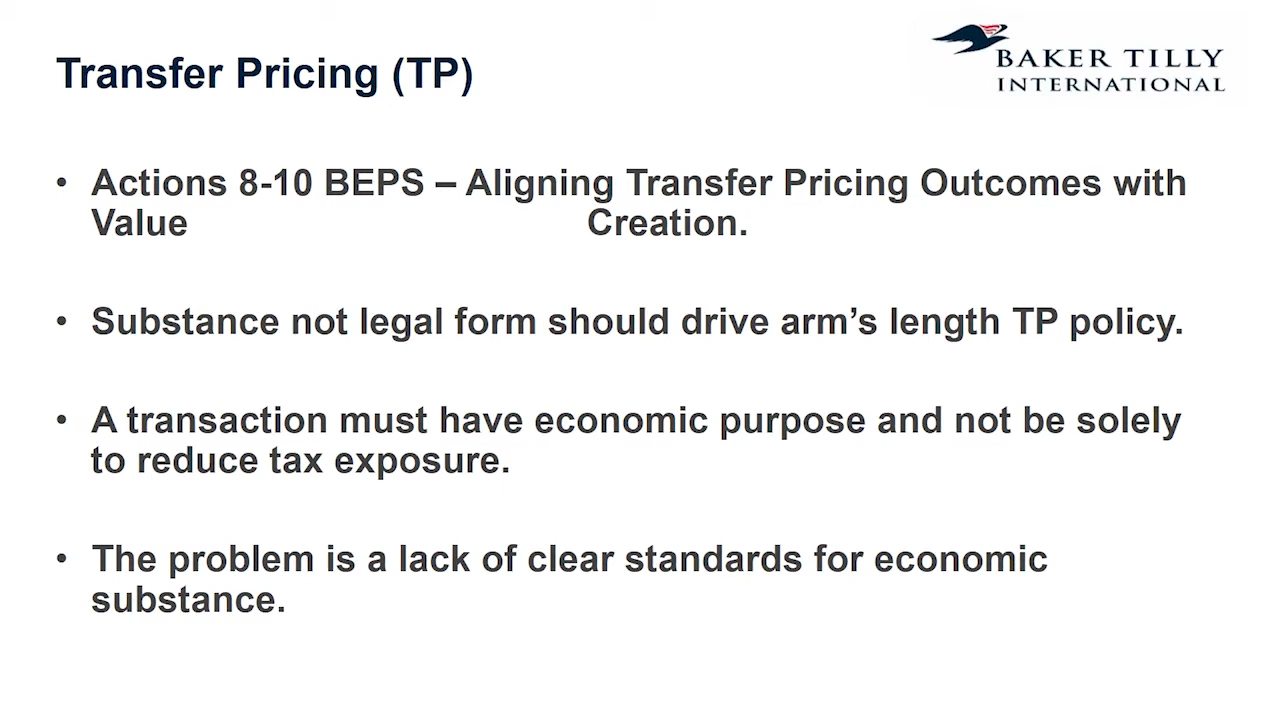 Transfer Pricing (TP)
BAKER TILLY
INTERNATIONAL
• Actions 8-10 BEPS – Aligning Transfer Pricing Outcomes with
Value Creation.
• Substance not legal form should drive arm’s length TP policy.
• A transaction must have economic purpose and not be solely
to reduce tax exposure.
• The problem is a lack of clear standards for economic
substance.